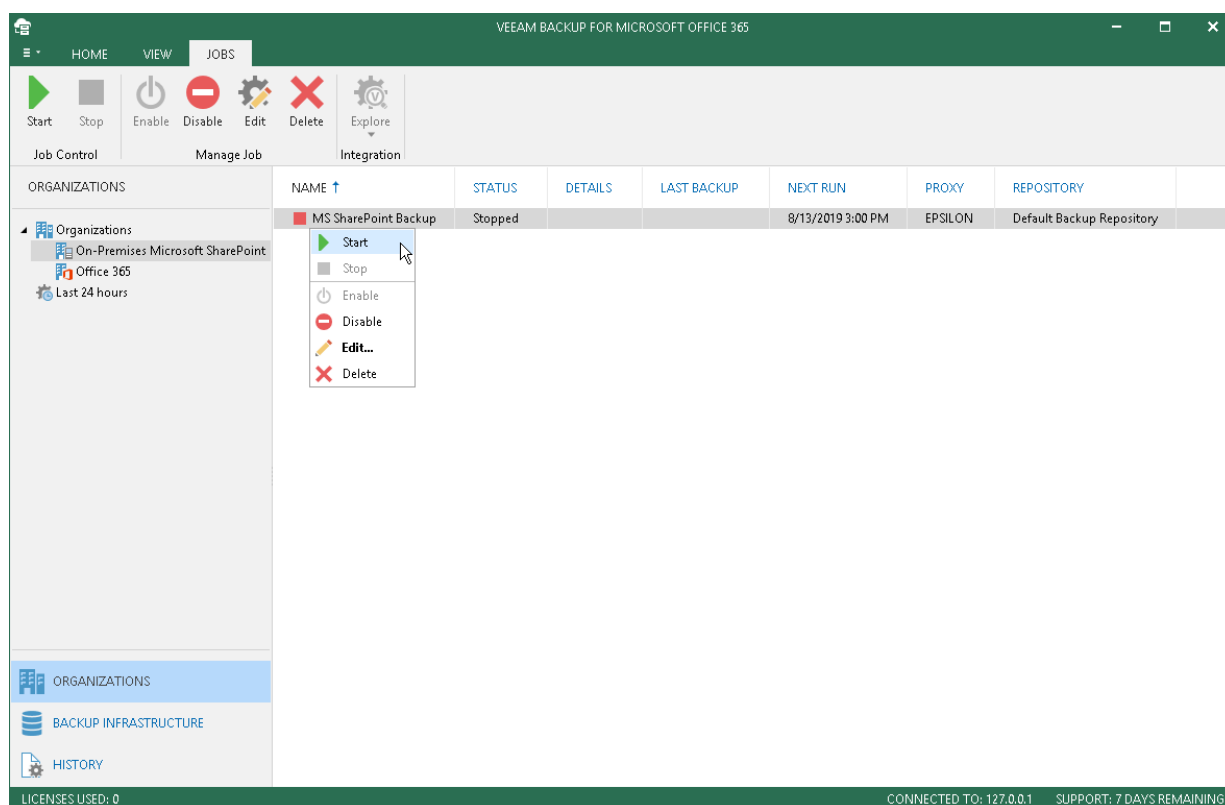 VEEAM BACKUP FOR MICROSOFT OFFICE 365
HOME VIEW JOBS
Start Stop Enable Disable Edit Delete Explore
Job Control Manage Job Integration
ORGANIZATIONS
Organizations
On-Premises Microsoft SharePoint
Office 365
Last 24 hours
NAME STATUS DETAILS LAST BACKUP NEXT RUN PROXY REPOSITORY
MS SharePoint Backup Stopped 8/13/2019 3:00 PM EPSILON Default Backup Repository
Start
Stop
Enable
Disable
Edit...
Delete
ORGANIZATIONS
BACKUP INFRASTRUCTURE
HISTORY
LICENSES USED: 0 CONNECTED TO: 127.0.0.1 SUPPORT: 7 DAYS REMAINING